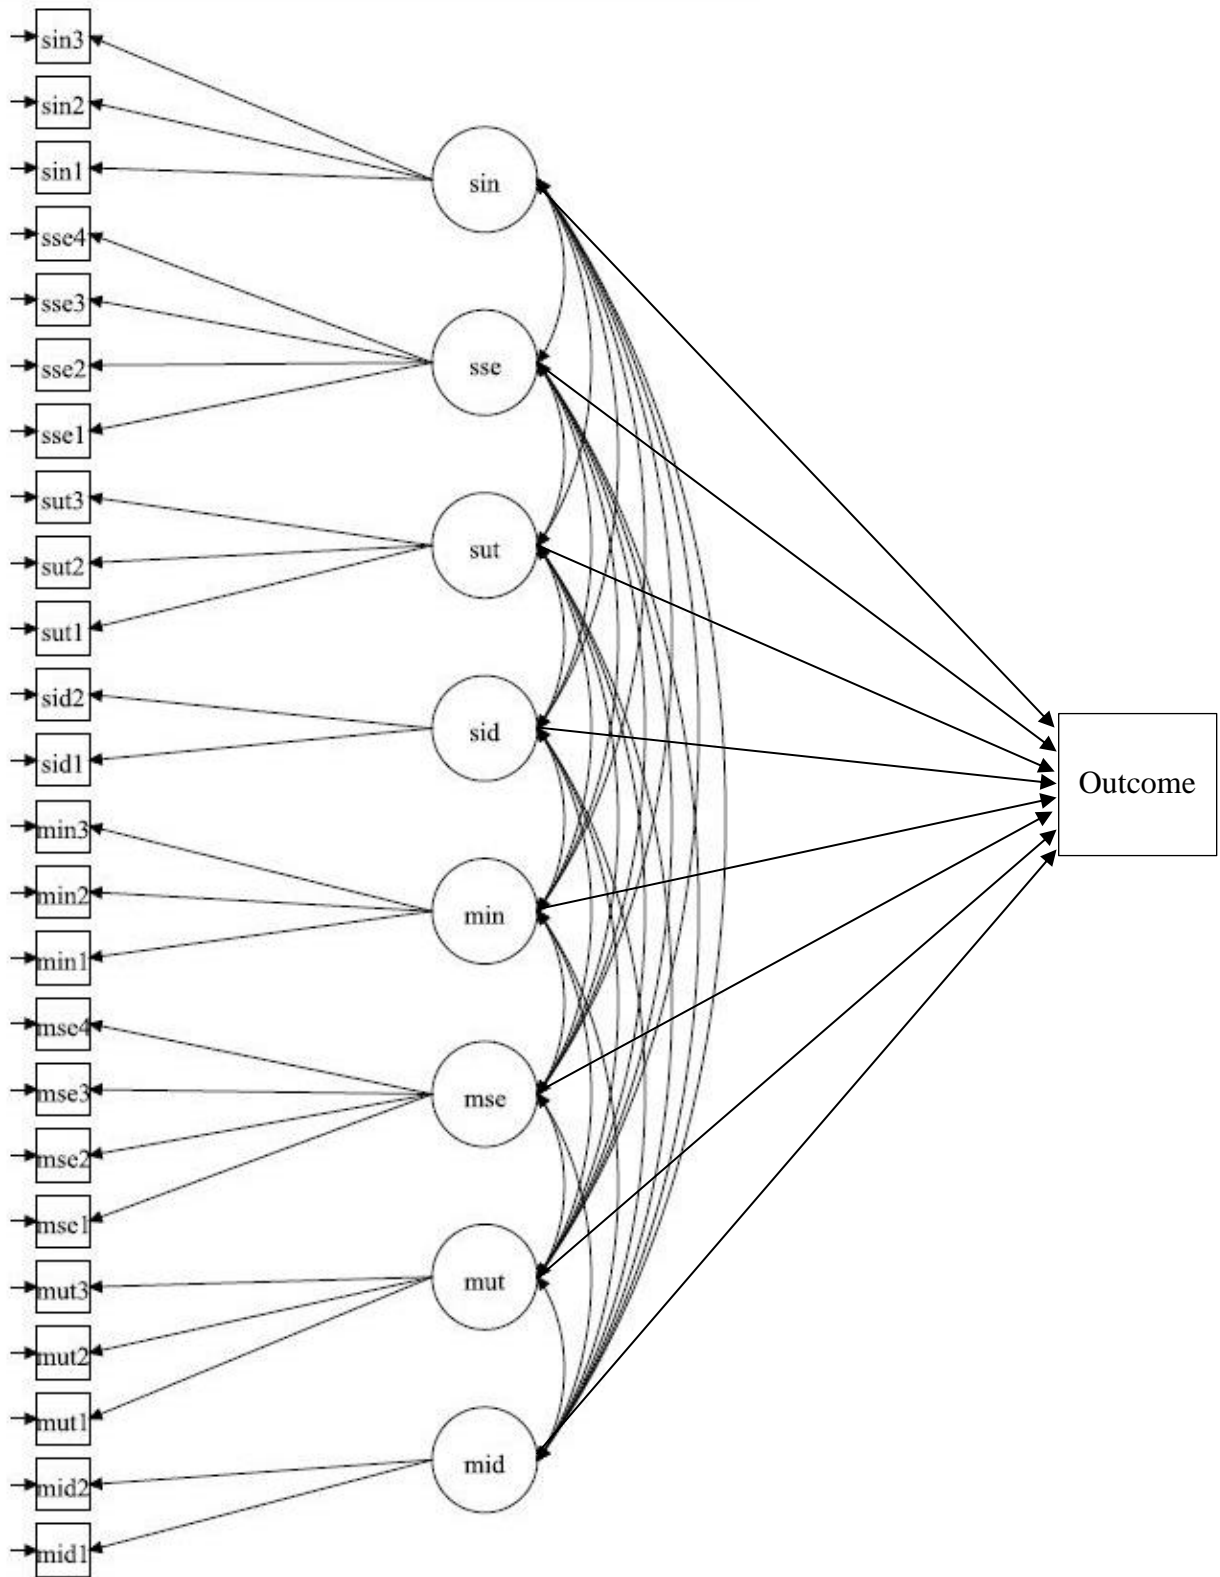 sin3
sin2
sin1
sse4
sse3
sse2
sse1
sut3
sut2
sut1
sid2
sid1
min3
min2
min1
mse4
mse3
mse2
mse1
mut3
mut2
mut1
mid2
mid1
sin
sse
sut
sid
min
mse
mut
mid
Outcome